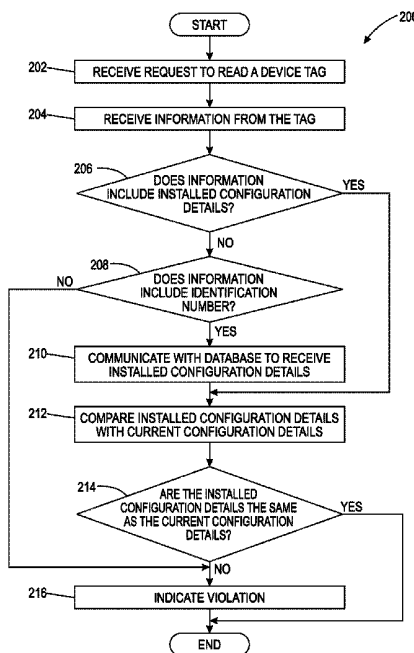 200
START
202
RECEIVE REQUEST TO READ A DEVICE TAG
204
RECEIVE INFORMATION FROM THE TAG
206
DOES INFORMATION
INCLUDE INSTALLED CONFIGURATION
DETAILS?
YES
NO
208
NO
DOES INFORMATION
INCLUDE IDENTIFICATION
NUMBER?
YES
210
COMMUNICATE WITH DATABASE TO RECEIVE
INSTALLED CONFIGURATION DETAILS
212
COMPARE INSTALLED CONFIGURATION DETAILS
WITH CURRENT CONFIGURATION DETAILS
214
ARE THE INSTALLED
CONFIGURATION DETAILS THE SAME
AS THE CURRENT CONFIGURATION
DETAILS?
YES
NO
216
INDICATE VIOLATION
END